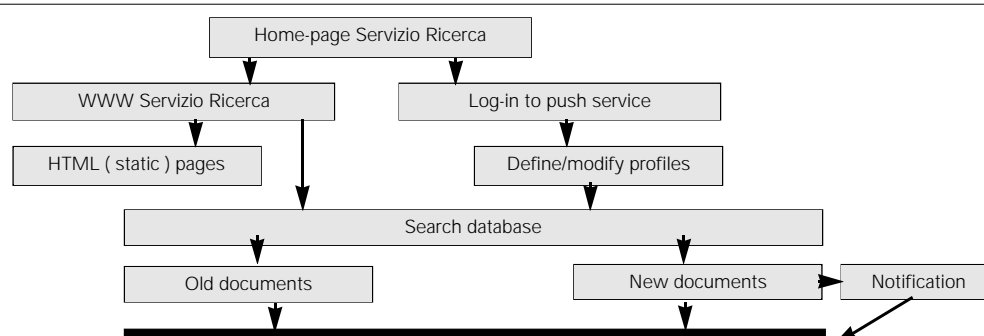 Home-page Servizio Ricerca
WWW Servizio Ricerca
Log-in to push service
HTML ( static ) pages
Define/modify profiles
Search database
Old documents
New documents
Notification